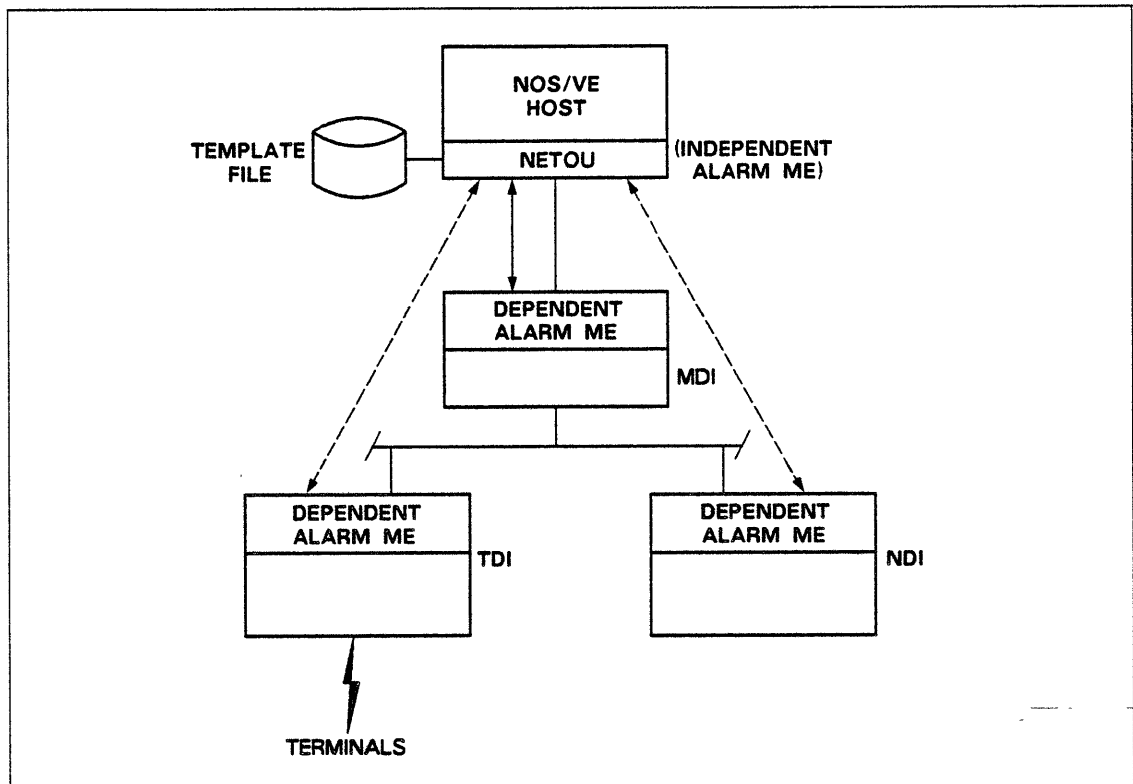 NOS/VE
HOST
TEMPLATE
FILE
NETOU
(INDEPENDENT
ALARM ME)
DEPENDENT
ALARM ME
MDI
DEPENDENT
ALARM ME
TDI
DEPENDENT
ALARM ME
NDI
TERMINALS